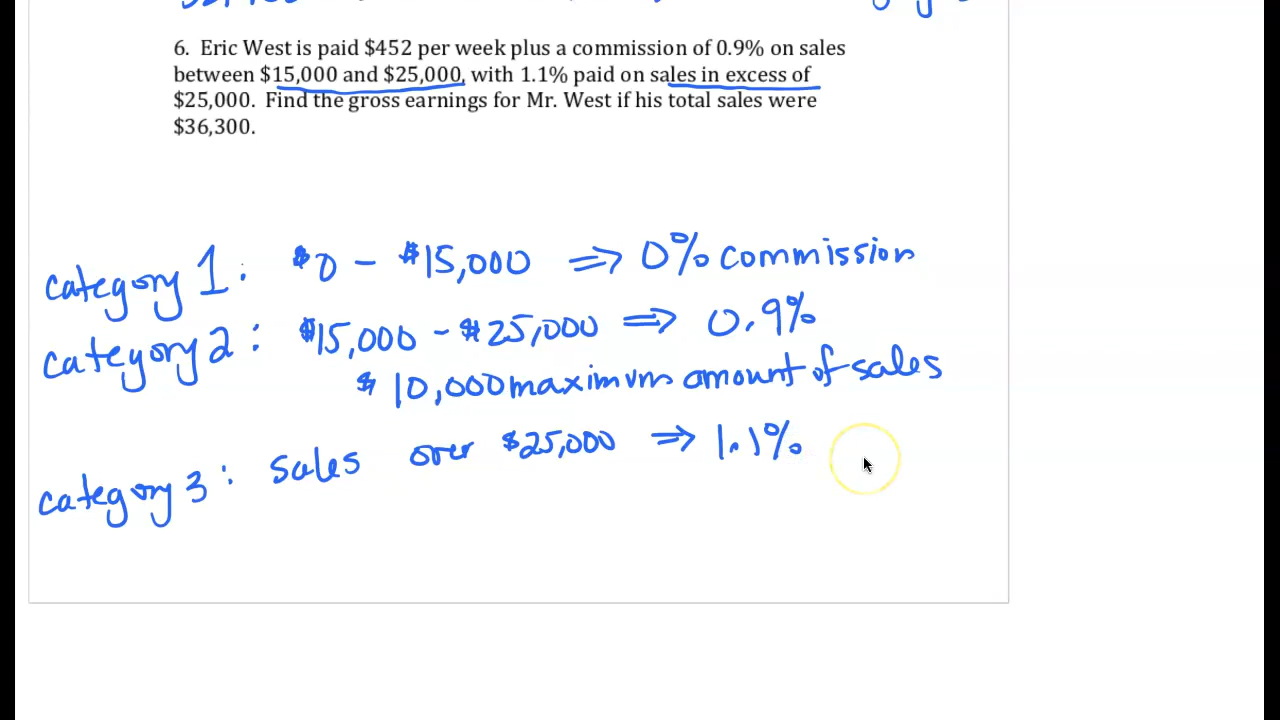 6. Eric West is paid $452 per week plus a commission of 0.9% on sales
between $15,000 and $25,000, with 1.1% paid on sales in excess of
$25,000. Find the gross earnings for Mr. West if his total sales were
$36,300.
category 1: $0 - $15,000 ⇒ 0% commission
category 2: $15,000 - $25,000 ⇒ 0.9%
$10,000 maximum amount of sales
category 3: sales over $25,000 ⇒ 1.1%